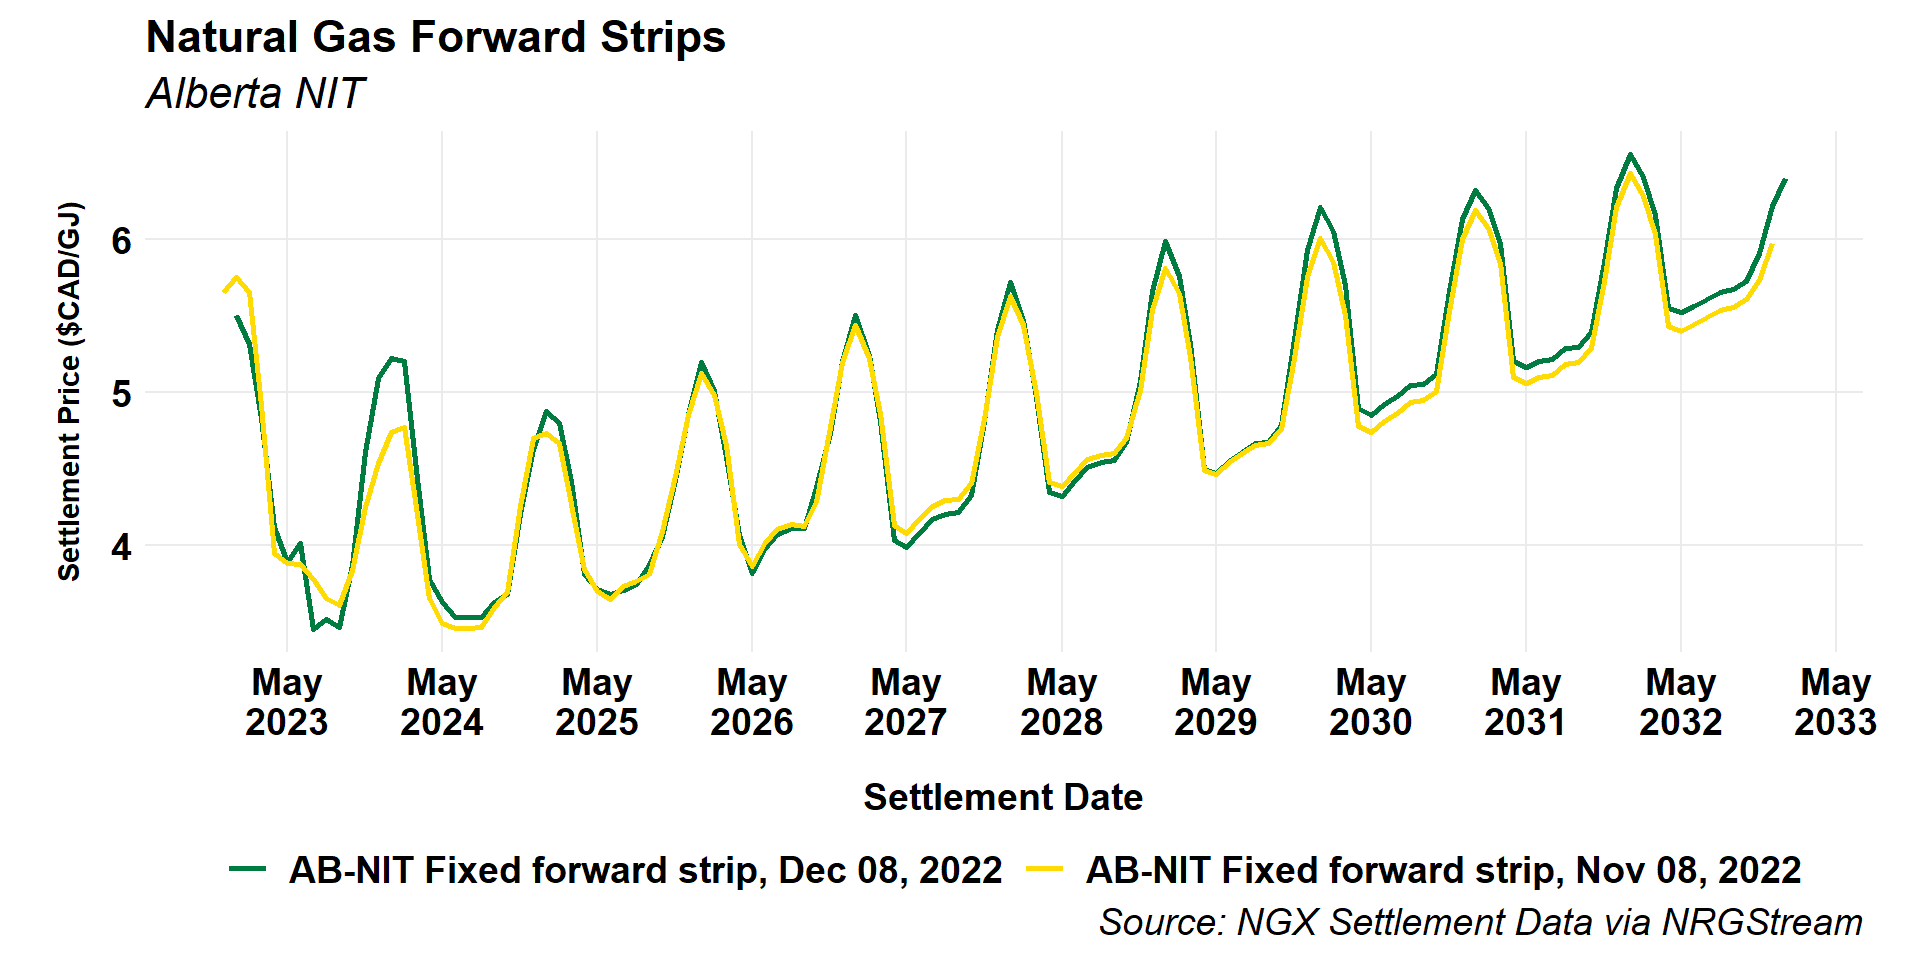 Natural Gas Forward Strips
Alberta NIT
Settlement Price ($CAD/GJ)
6
5
4
May May May May May May May May May May May
2023 2024 2025 2026 2027 2028 2029 2030 2031 2032 2033
Settlement Date
AB-NIT Fixed forward strip, Dec 08, 2022 AB-NIT Fixed forward strip, Nov 08, 2022
Source: NGX Settlement Data via NRGStream